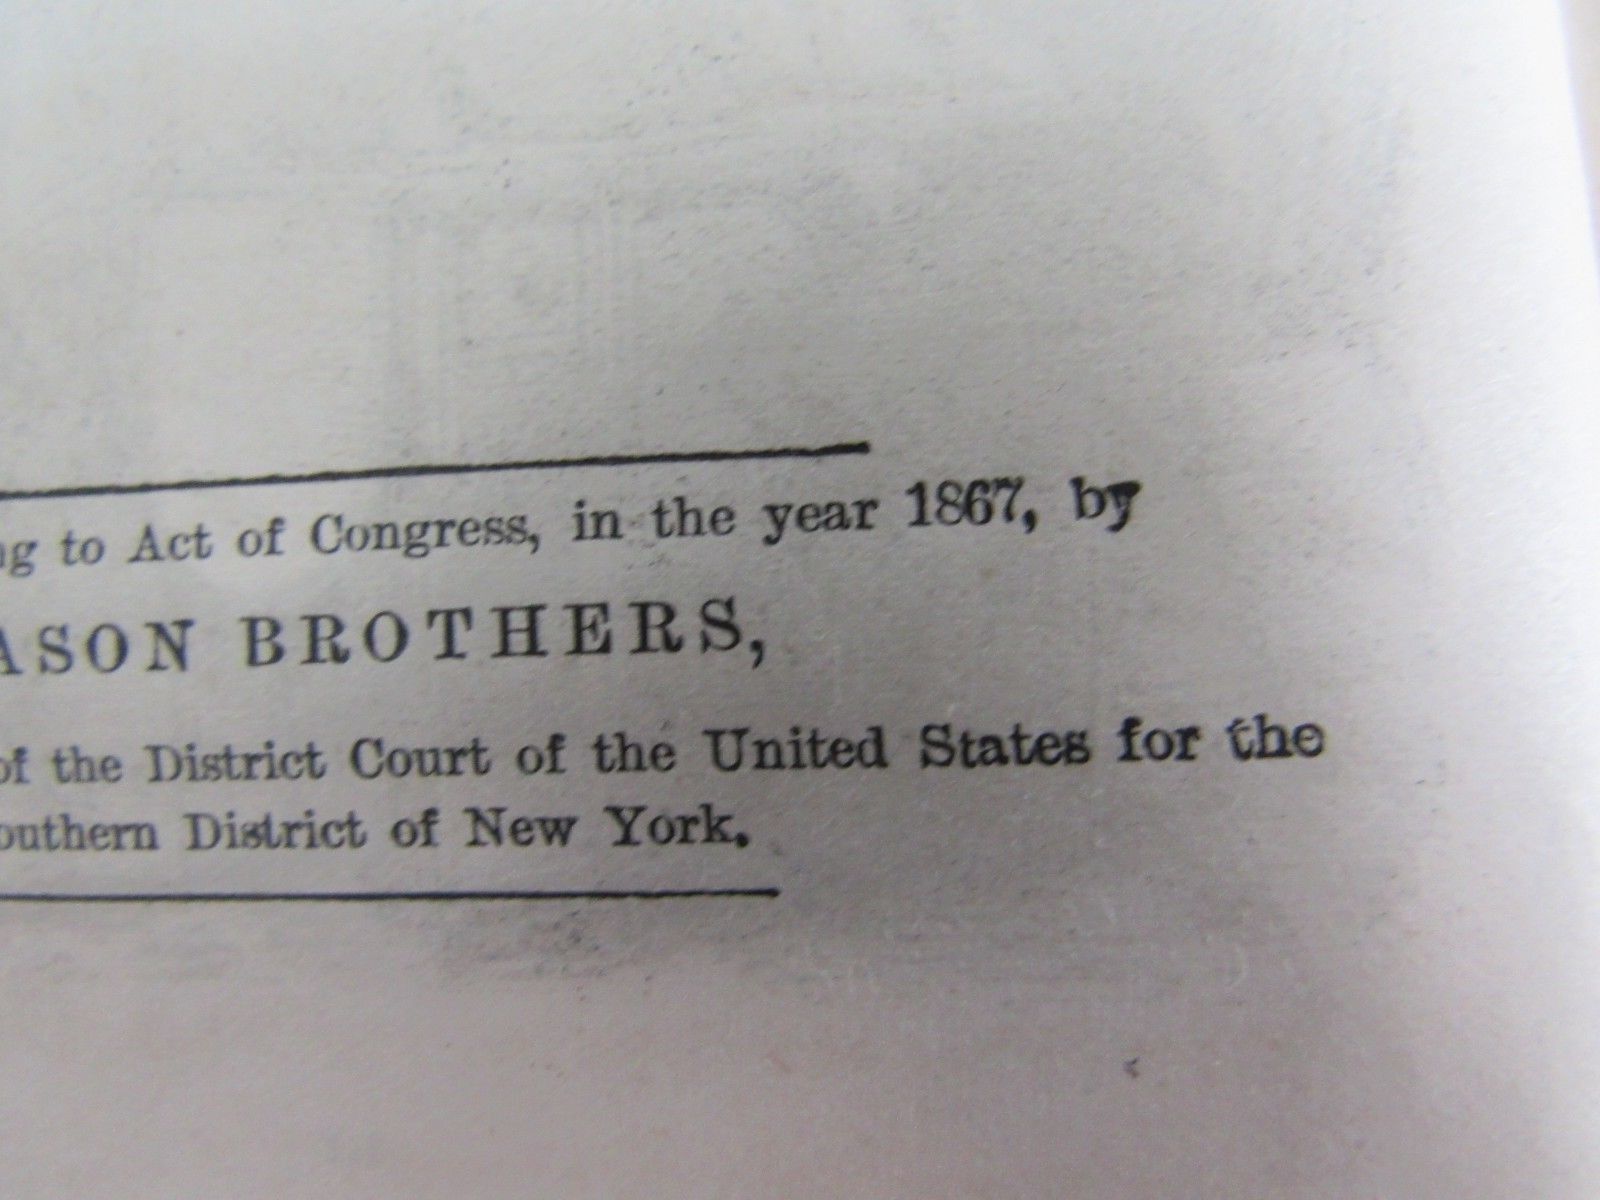 ng to Act of Congress, in the year 1867, by
ASON BROTHERS,
of the District Court of the United States for the
outhern District of New York.